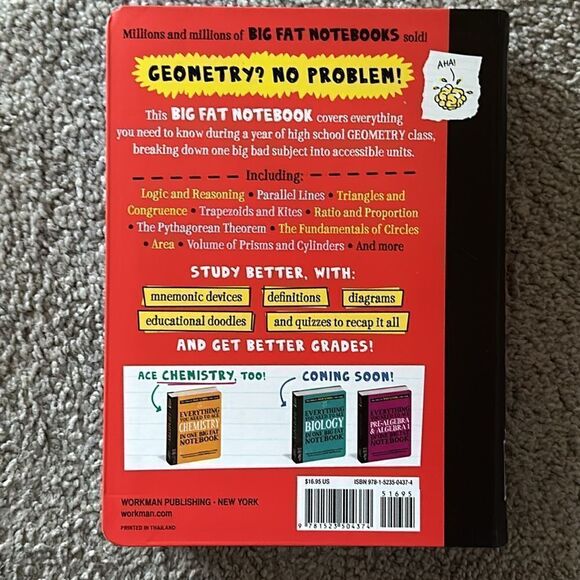 Millions and millions of BIG FAT NOTEBOOKS sold!
AHA!
GEOMETRY? NO PROBLEM!
This BIG FAT NOTEBOOK covers everything
you need to know during a year of high school GEOMETRY class,
breaking down one big bad subject into accessible units.
Including:
Logic and Reasoning • Parallel Lines • Triangles and
Congruence • Trapezoids and Kites • Ratio and Proportion
• The Pythagorean Theorem • The Fundamentals of Circles
• Area • Volume of Prisms and Cylinders • And more
STUDY BETTER, WITH:
mnemonic devices definitions diagrams
educational doodles and quizzes to recap it all
AND GET BETTER GRADES!
ACE CHEMISTRY, TOO! COMING SOON!
EVERYTHING
YOU NEED TO ACE
CHEMISTRY
IN ONE BIG FAT
NOTEBOOK
EVERYTHING
YOU NEED TO ACE
BIOLOGY
IN ONE BIG FAT
NOTEBOOK
EVERYTHING
YOU NEED TO ACE
PRE-ALGEBRA
& ALGEBRA I
IN ONE BIG FAT
NOTEBOOK
$16.95 US ISBN 978-1-5235-0437-4
51695
9 781523 504374
WORKMAN PUBLISHING • NEW YORK
workman.com
PRINTED IN THAILAND